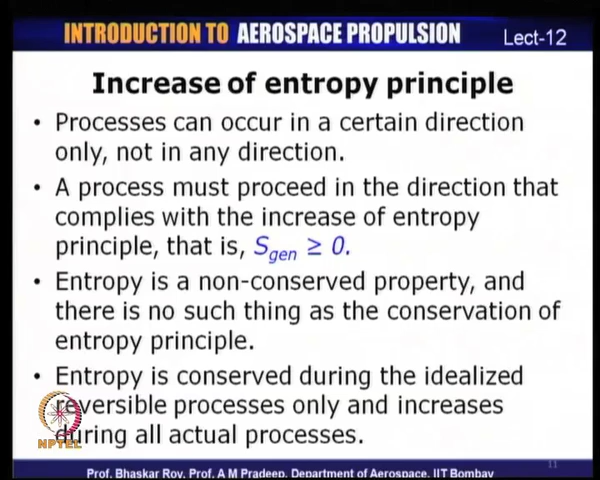 INTRODUCTION TO AEROSPACE PROPULSION Lect-12
Increase of entropy principle
• Processes can occur in a certain direction
only, not in any direction.
• A process must proceed in the direction that
complies with the increase of entropy
principle, that is, Sgen ≥ 0.
• Entropy is a non-conserved property, and
there is no such thing as the conservation of
entropy principle.
• Entropy is conserved during the idealized
reversible processes only and increases
during all actual processes.
NPTEL
11
Prof. Bhaskar Roy, Prof. A M Pradeep, Department of Aerospace, IIT Bombay